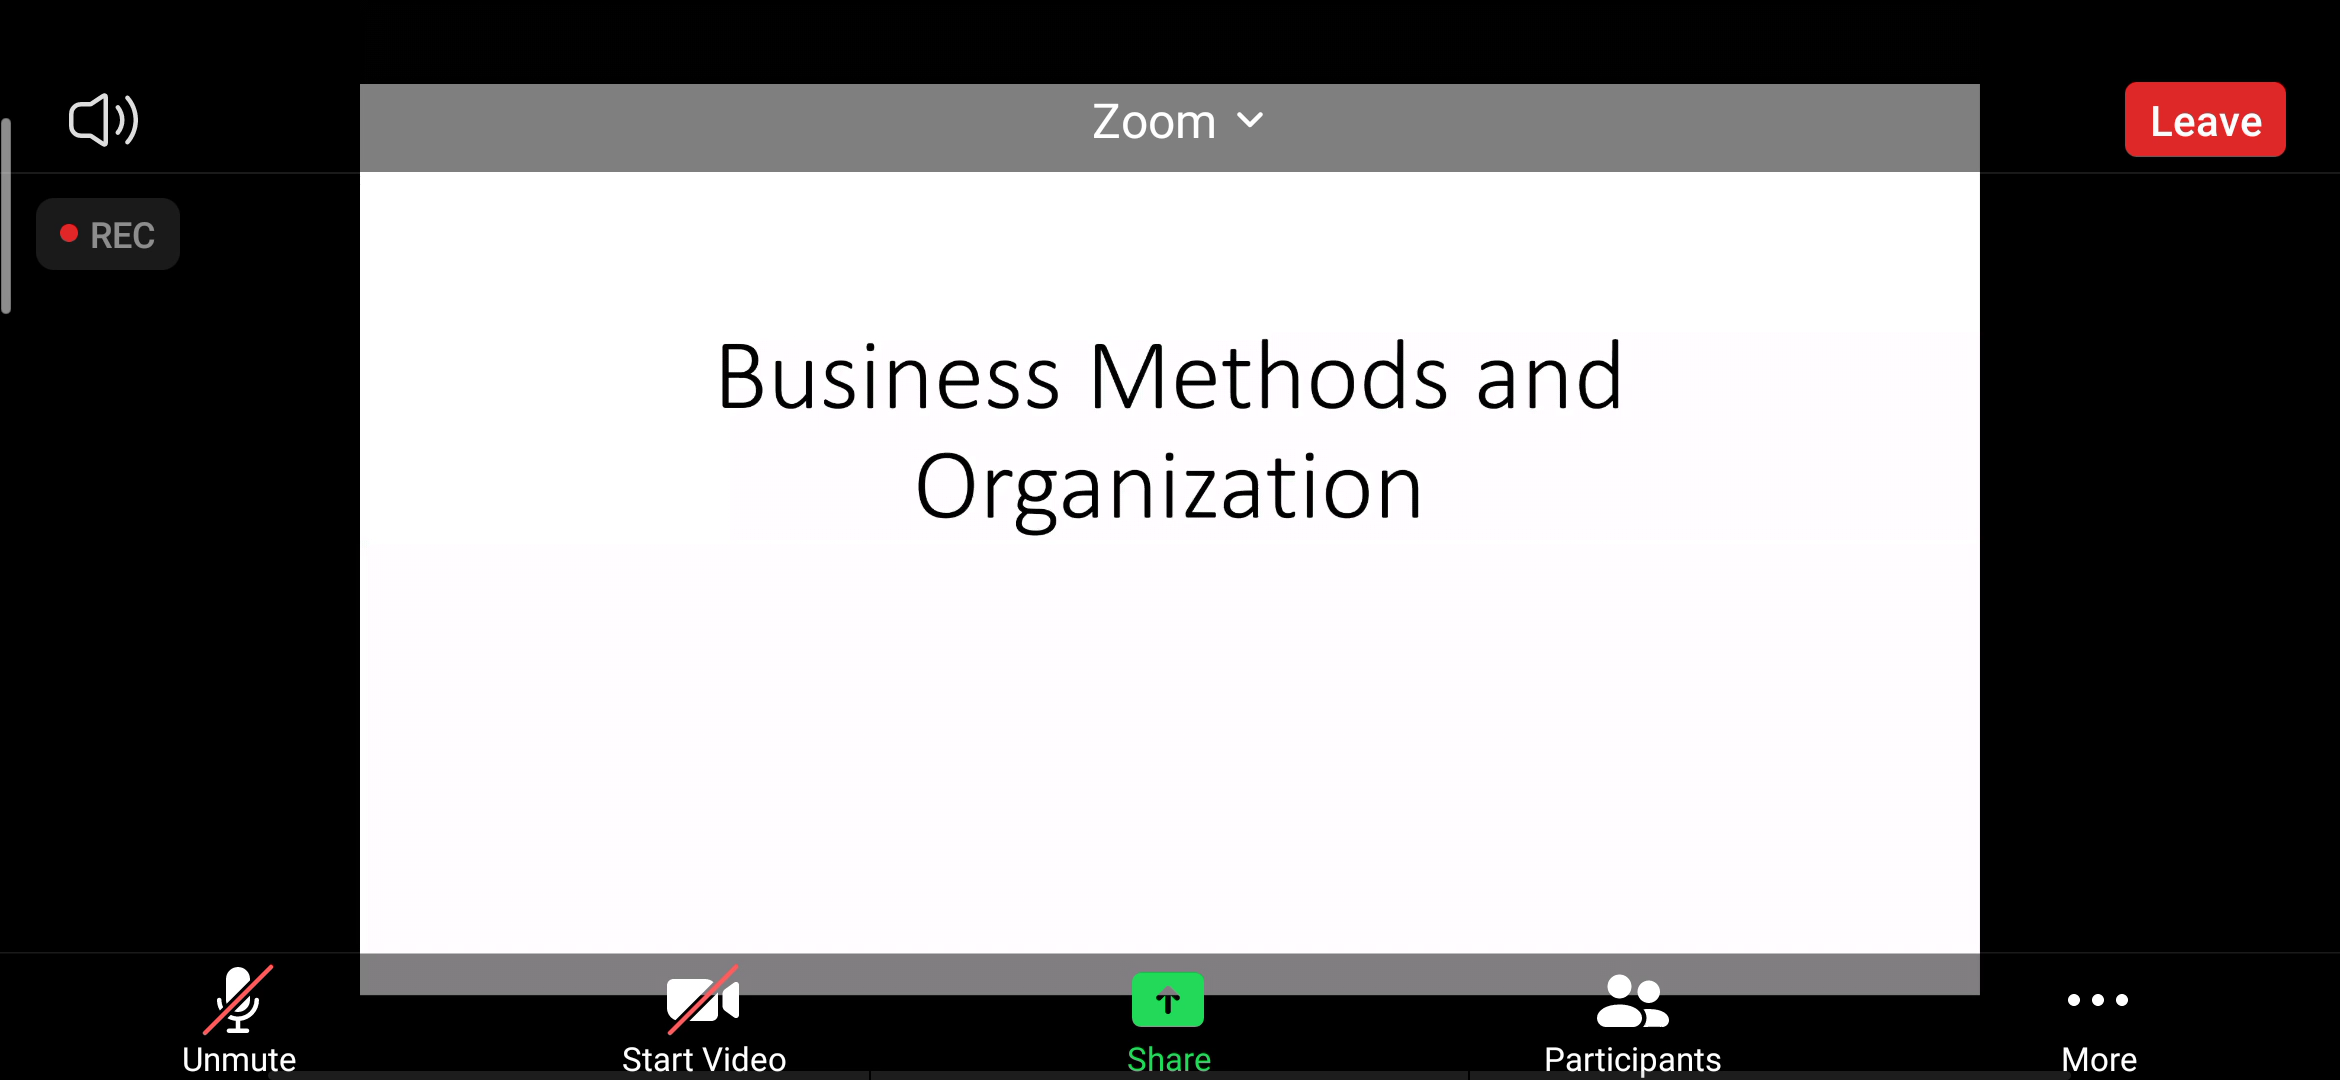 Zoom
Leave
REC
Business Methods and
Organization
Unmute
Start Video
Share
Participants
More